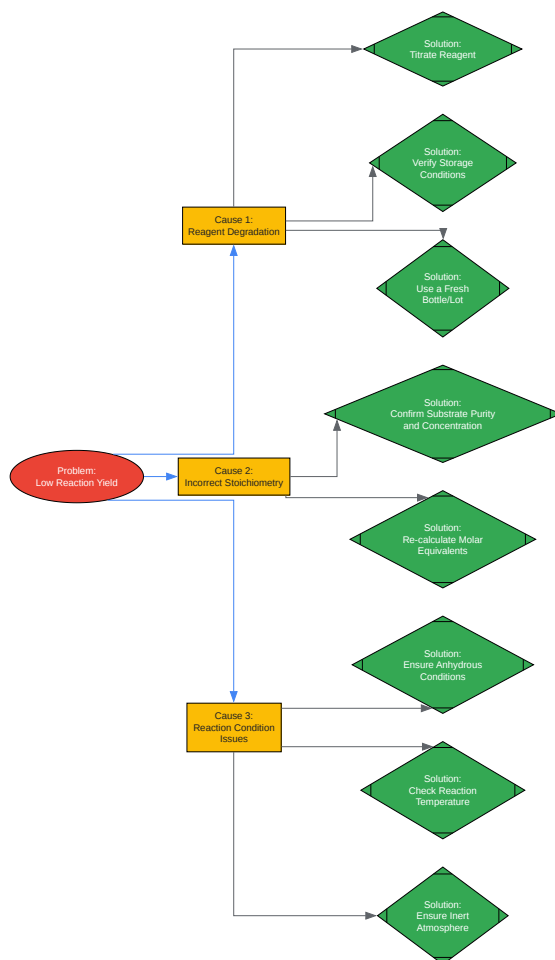 Solution:
Titrate Reagent
Solution:
Verify Storage
Conditions
Cause 1:
Reagent Degradation
Solution:
Use a Fresh
Bottle/Lot
Solution:
Confirm Substrate Purity
and Concentration
Problem:
Low Reaction Yield
Cause 2:
Incorrect Stoichiometry
Solution:
Re-calculate Molar
Equivalents
Solution:
Ensure Anhydrous
Conditions
Cause 3:
Reaction Condition
Issues
Solution:
Check Reaction
Temperature
Solution:
Ensure Inert
Atmosphere